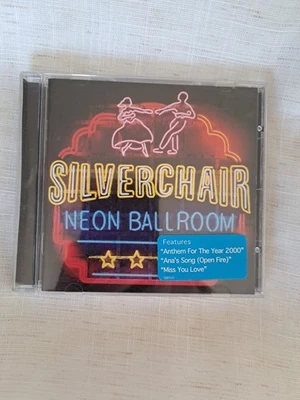 SILVERCHAIR
NEON BALLROOM
Features
"Anthem For The Year 2000"
"Ana's Song (Open Fire)"
"Miss You Love"